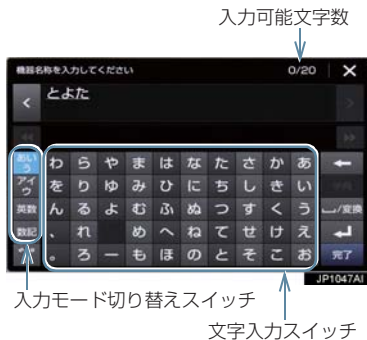 入力可能文字数
機器名称を入力してください 0/20 ×
< とよた >
あいう わ ら や ま は な た さ か あ ←
アイウ を り ゆ み ひ に ち し き い
英数 ん る よ む ふ ぬ つ す く う ␣/変換
数記 、 れ め へ ね て せ け え ↵
゛゜ 。 ろ ー も ほ の と そ こ お 完了
JP1047AI
入力モード切り替えスイッチ
文字入力スイッチ